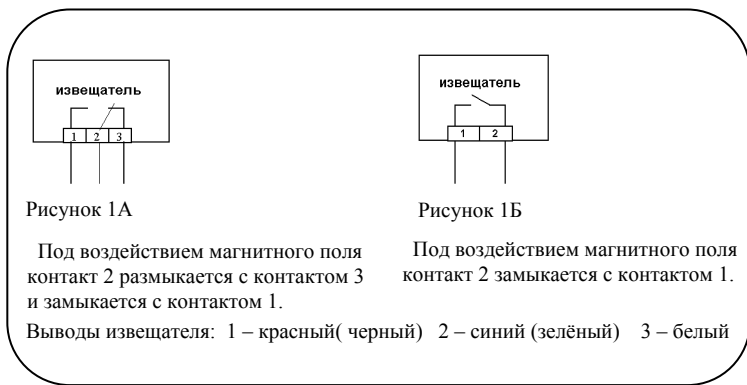 извещатель
1 2 3
Рисунок 1А
Под воздействием магнитного поля
контакт 2 размыкается с контактом 3
и замыкается с контактом 1.
извещатель
1 2
Рисунок 1Б
Под воздействием магнитного поля
контакт 2 замыкается с контактом 1.
Выводы извещателя: 1 – красный( черный) 2 – синий (зелёный) 3 – белый